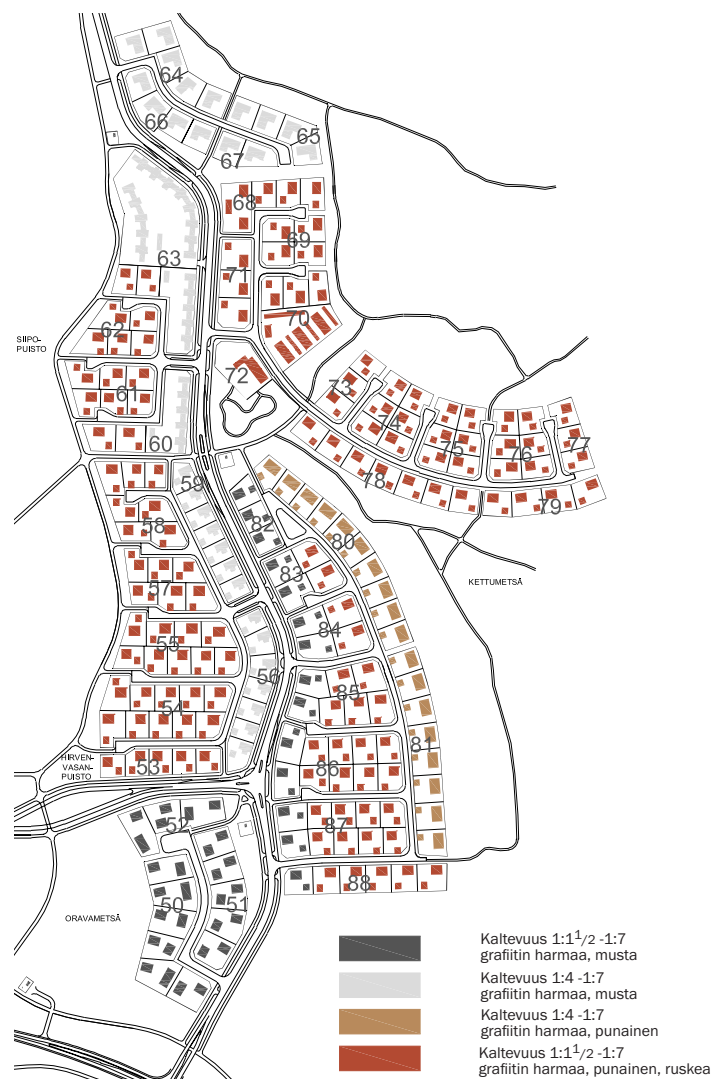 64
66
65
67
68
69
63
71
70
62
SIIPO-
PUISTO
72
73
61
74
60
75
76
77
78
59
79
58
82
80
83
KETTUMETSÄ
57
84
55
56
85
54
81
HIRVEN-
VASAN-
PUISTO
53
86
52
87
88
50
51
ORAVAMETSÄ
Kaltevuus 1:1 1/2 -1:7
grafiitin harmaa, musta
Kaltevuus 1:4 -1:7
grafiitin harmaa, musta
Kaltevuus 1:4 -1:7
grafiitin harmaa, punainen
Kaltevuus 1:1 1/2 -1:7
grafiitin harmaa, punainen, ruskea